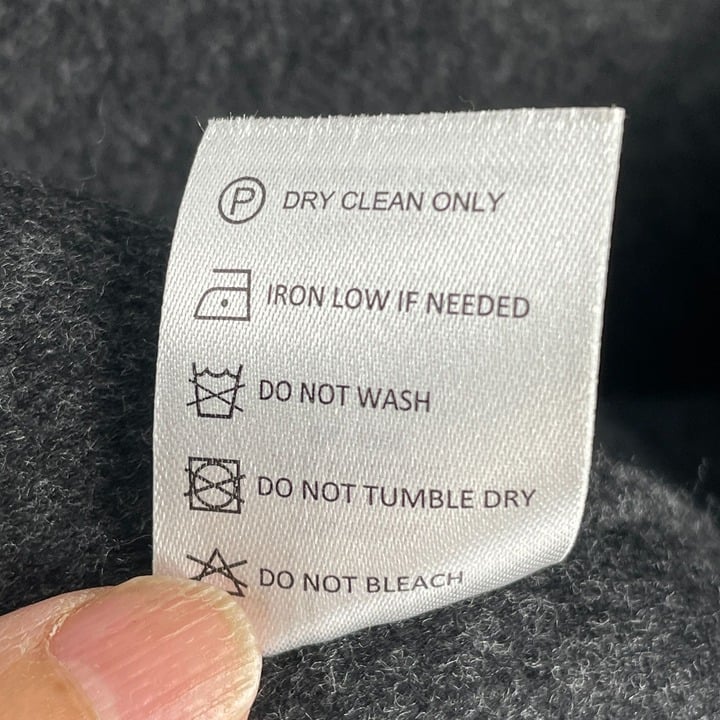 P DRY CLEAN ONLY
IRON LOW IF NEEDED
DO NOT WASH
DO NOT TUMBLE DRY
DO NOT BLEACH